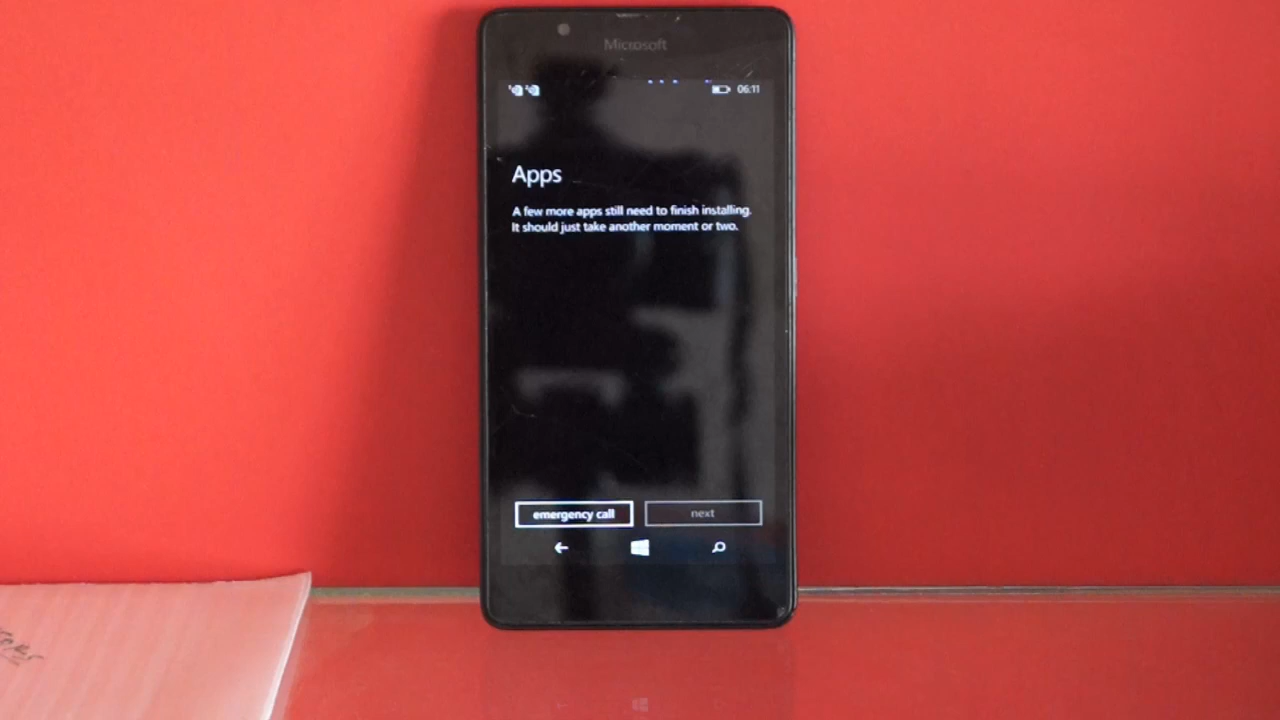 Microsoft
06:11
Apps
A few more apps still need to finish installing.
It should just take another moment or two.
emergency call
next